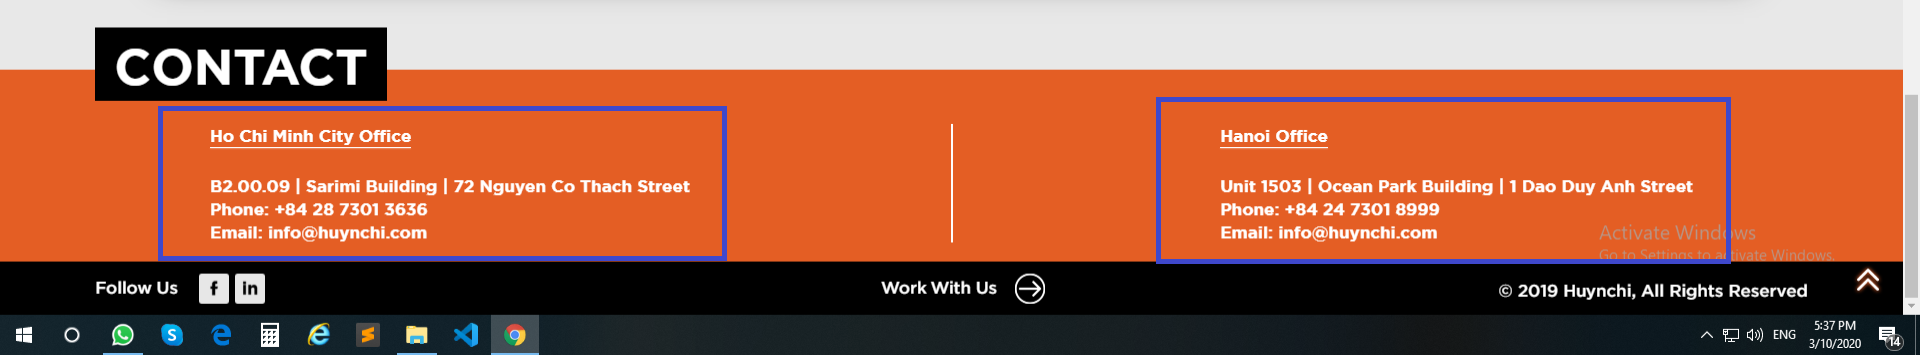 CONTACT
Ho Chi Minh City Office
B2.00.09 | Sarimi Building | 72 Nguyen Co Thach Street
Phone: +84 28 7301 3636
Email: info@huynchi.com
Hanoi Office
Unit 1503 | Ocean Park Building | 1 Dao Duy Anh Street
Phone: +84 24 7301 8999
Email: info@huynchi.com
Activate Windows
Go to Settings to activate Windows.
Follow Us f in
Work With Us
© 2019 Huynchi, All Rights Reserved
ENG
5:37 PM
3/10/2020
14